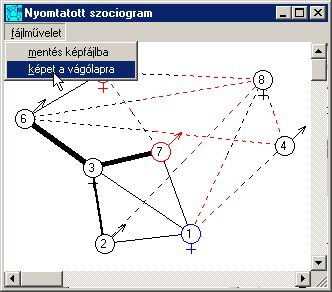 Nyomtatott szociogram
fájlművelet
mentés képfájlba
képet a vágólapra
8
6
7
4
3
1
2